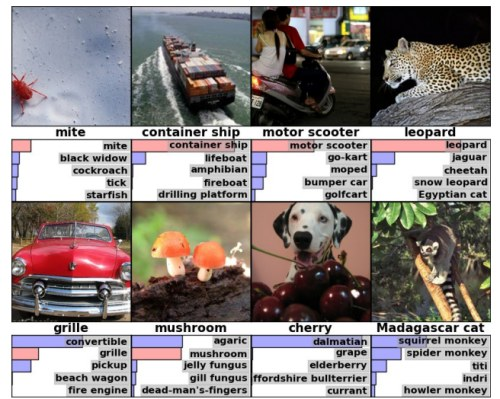 mite
container ship
motor scooter
leopard
mite
black widow
cockroach
tick
starfish
container ship
lifeboat
amphibian
fireboat
drilling platform
motor scooter
go-kart
moped
bumper car
golfcart
leopard
jaguar
cheetah
snow leopard
Egyptian cat
grille
mushroom
cherry
Madagascar cat
convertible
grille
pickup
beach wagon
fire engine
agaric
mushroom
jelly fungus
gill fungus
dead-man's-fingers
dalmatian
grape
elderberry
ffordshire bullterrier
currant
squirrel monkey
spider monkey
titi
indri
howler monkey